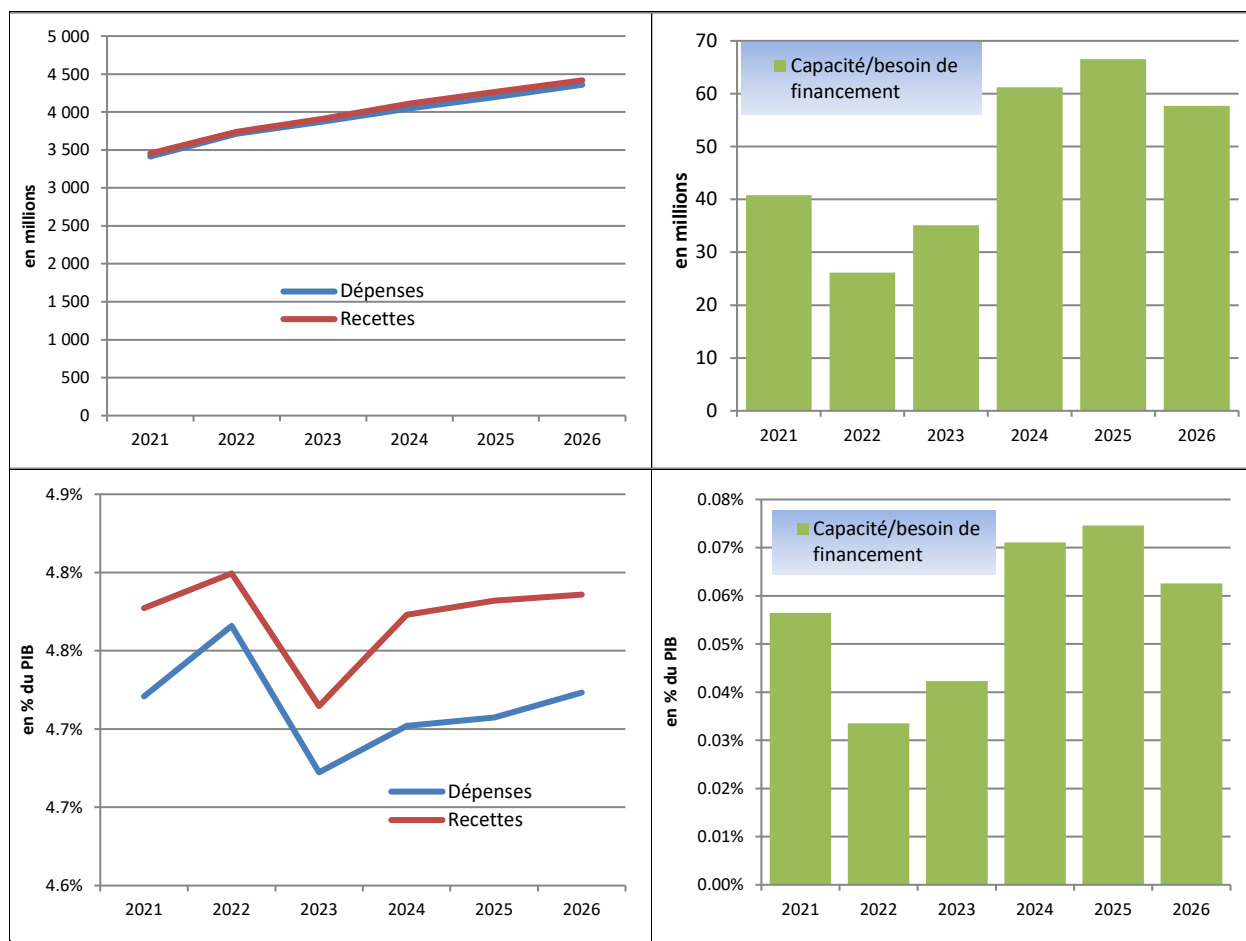 5 000
4 500
4 000
3 500
3 000
2 500
2 000
1 500
1 000
500
0
en millions
Dépenses
Recettes
2021 2022 2023 2024 2025 2026
70
60
50
40
30
20
10
0
en millions
Capacité/besoin de
financement
2021 2022 2023 2024 2025 2026
4.9%
4.8%
4.8%
4.7%
4.7%
4.6%
en % du PIB
Dépenses
Recettes
2021 2022 2023 2024 2025 2026
0.08%
0.07%
0.06%
0.05%
0.04%
0.03%
0.02%
0.01%
0.00%
en % du PIB
Capacité/besoin de
financement
2021 2022 2023 2024 2025 2026